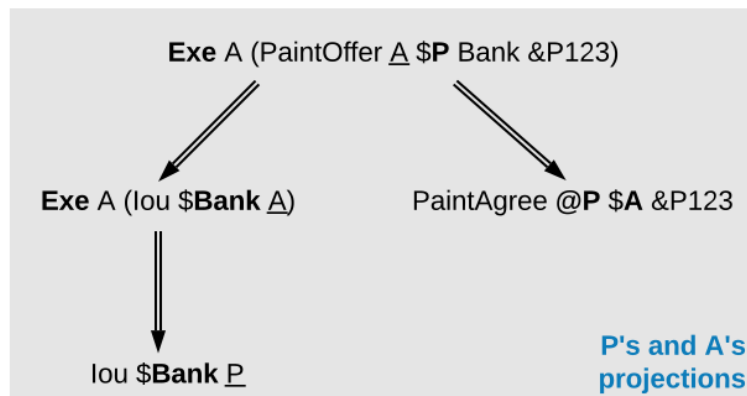 Exe A (PaintOffer A $P Bank &P123)
Exe A (Iou $Bank A)
PaintAgree @P $A &P123
Iou $Bank P
P's and A's
projections